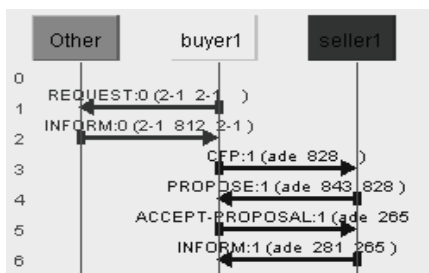 Other buyer1 seller1
0
REQUEST:0 (2-1 2-1 )
1
INFORM:0 (2-1 812 2-1)
2
CFP:1 (ade 828 )
3
PROPOSE:1 (ade 843 828 )
4
ACCEPT-PROPOSAL:1 (ade 265
5
INFORM:1 (ade 281 265 )
6